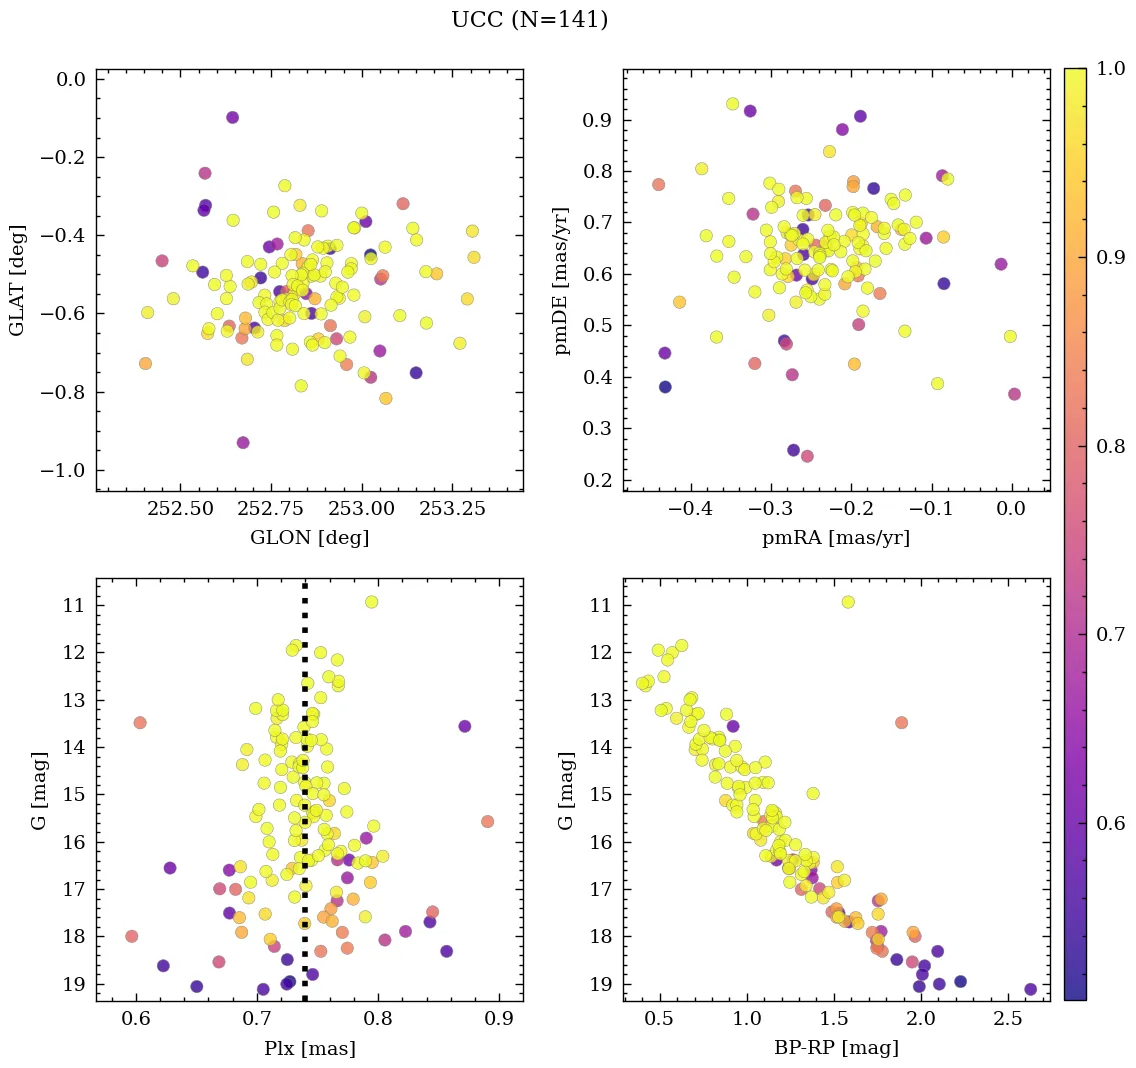 UCC (N=141)
0.0
−0.2
−0.4
−0.6
−0.8
−1.0
GLAT [deg]
252.50 252.75 253.00 253.25
GLON [deg]
0.9
0.8
0.7
0.6
0.5
0.4
0.3
0.2
pmDE [mas/yr]
−0.4 −0.3 −0.2 −0.1 0.0
pmRA [mas/yr]
1.0
0.9
0.8
0.7
0.6
11
12
13
14
15
16
17
18
19
G [mag]
0.6 0.7 0.8 0.9
Plx [mas]
11
12
13
14
15
16
17
18
19
G [mag]
0.5 1.0 1.5 2.0 2.5
BP-RP [mag]